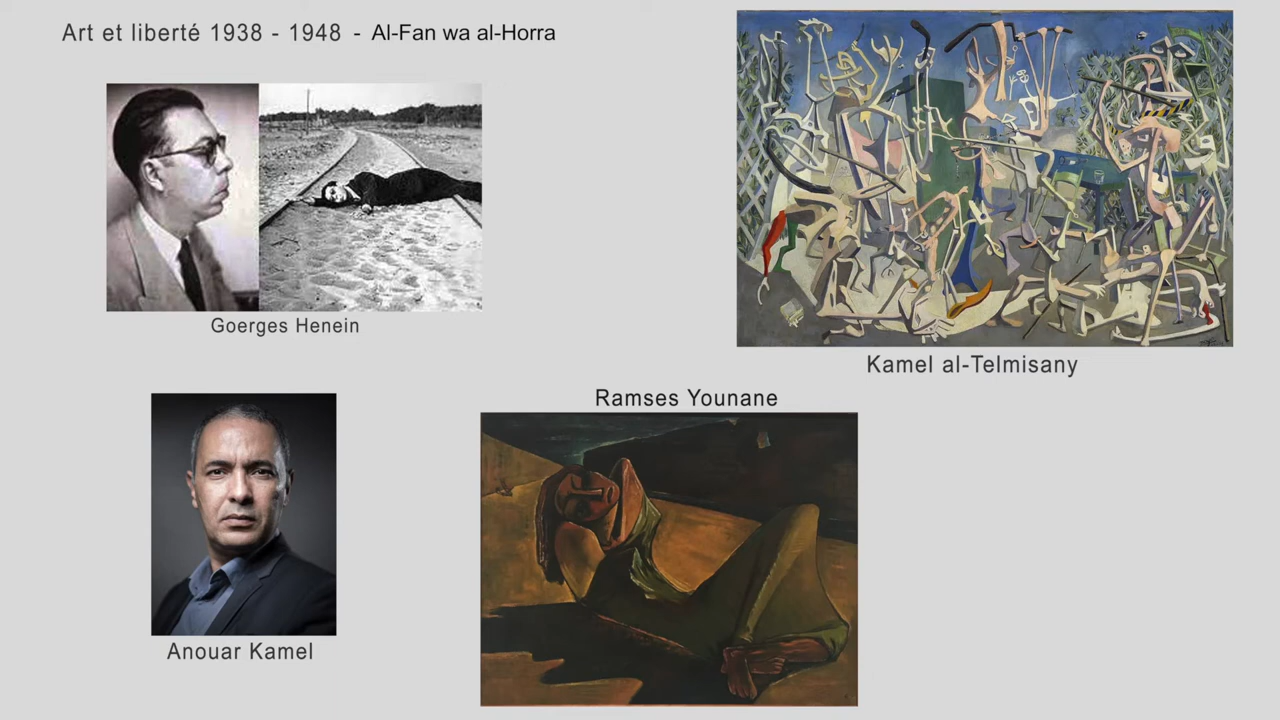 Art et liberté 1938 - 1948 - Al-Fan wa al-Horra
Goerges Henein
Kamel al-Telmisany
Ramses Younane
Anouar Kamel